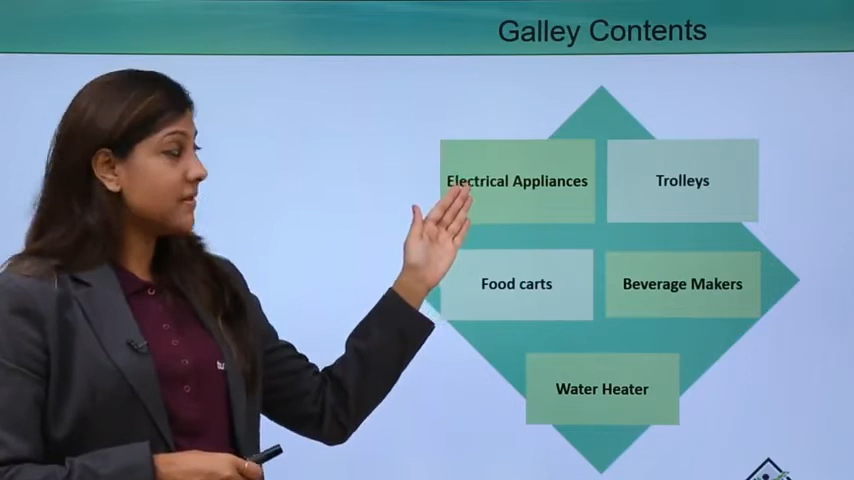 Galley Contents
Electrical Appliances
Trolleys
Food carts
Beverage Makers
Water Heater